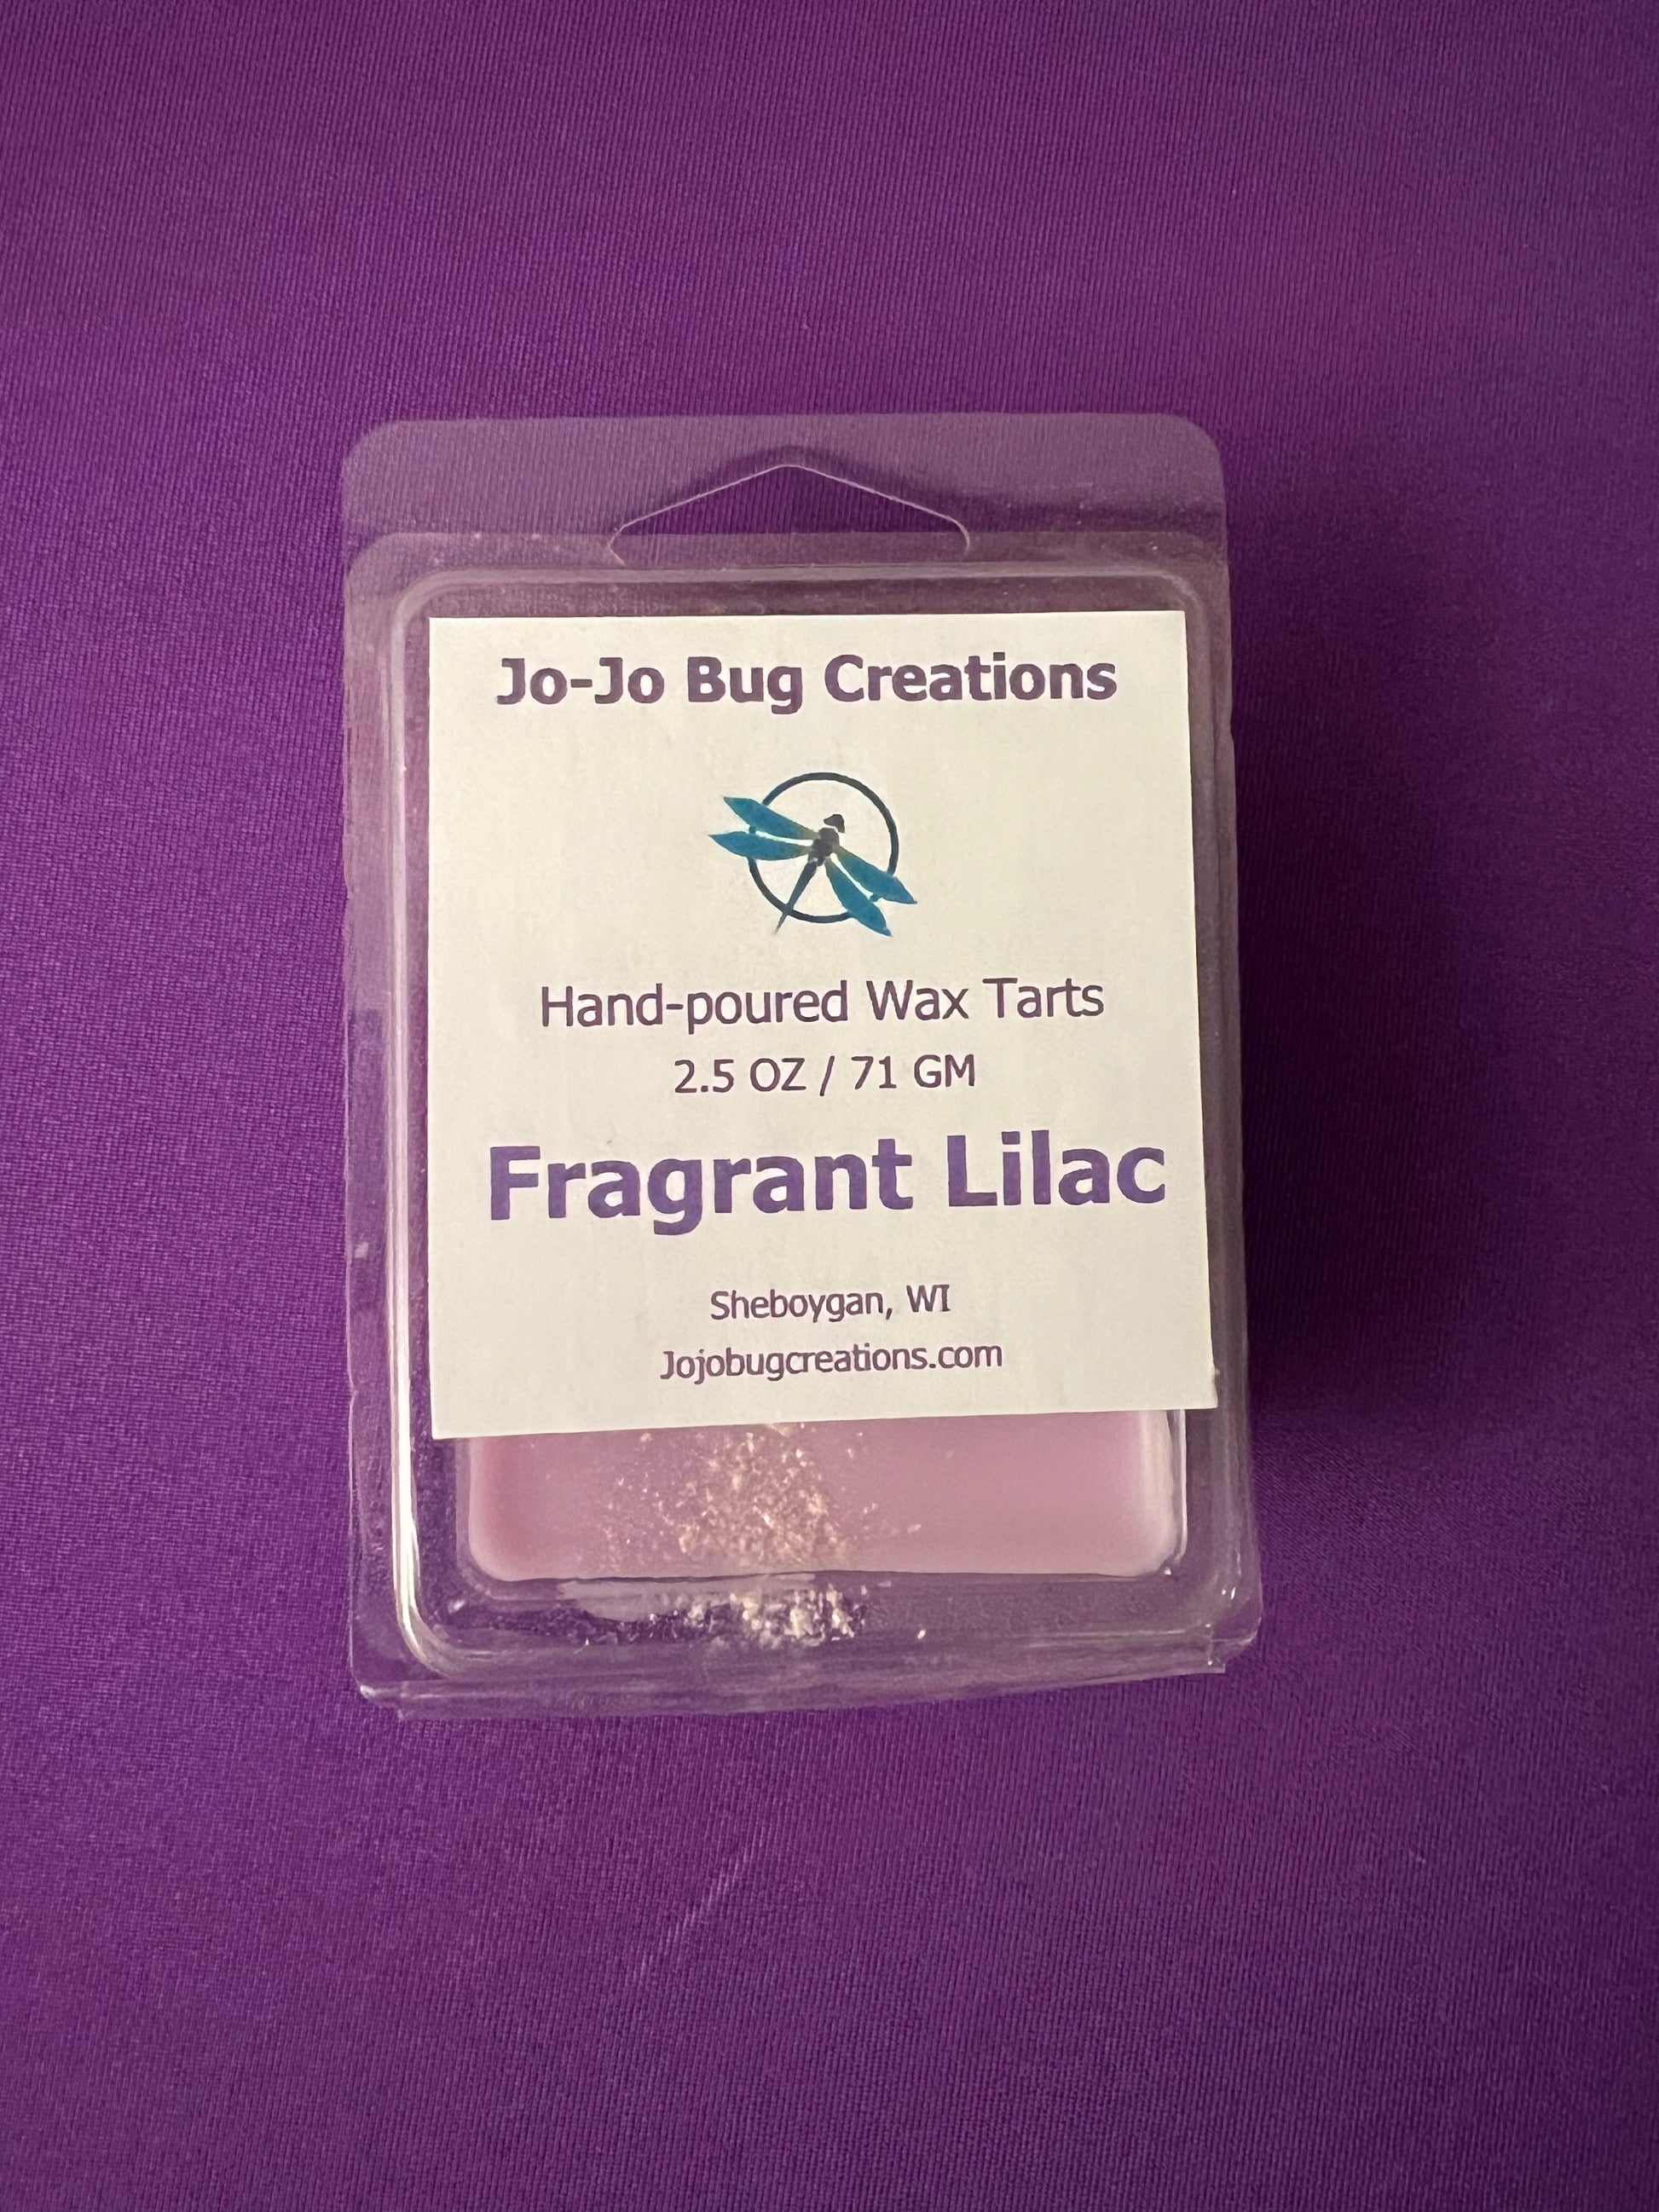 Jo-Jo Bug Creations
Hand-poured Wax Tarts
2.5 OZ / 71 GM
Fragrant Lilac
Sheboygan, WI
Jojobugcreations.com